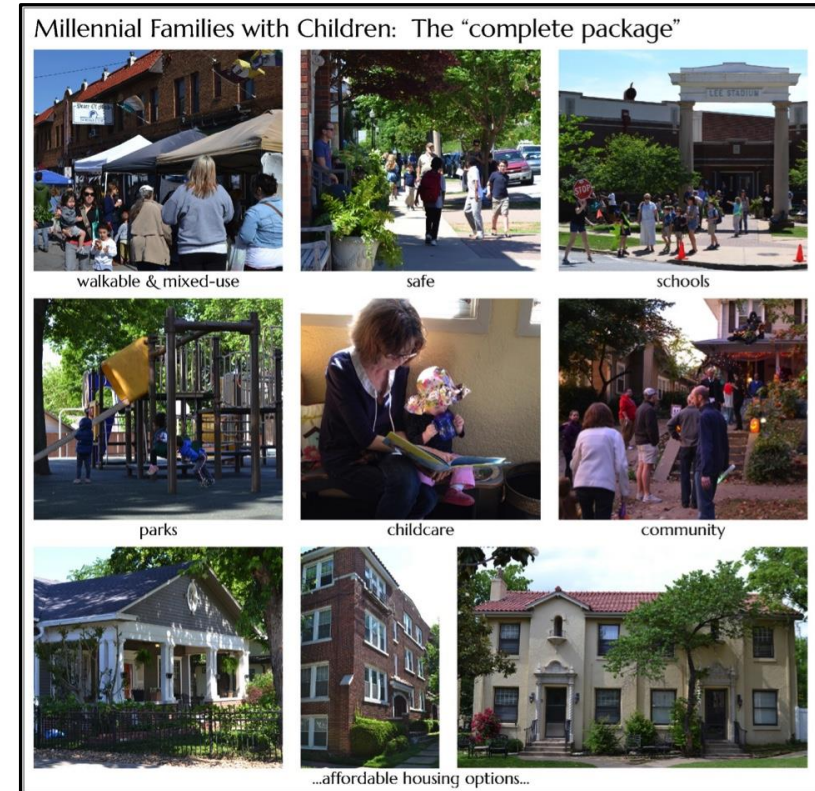 Millennial Families with Children: The “complete package”
LEE STADIUM
STOP
walkable & mixed-use
safe
schools
parks
childcare
community
...affordable housing options...